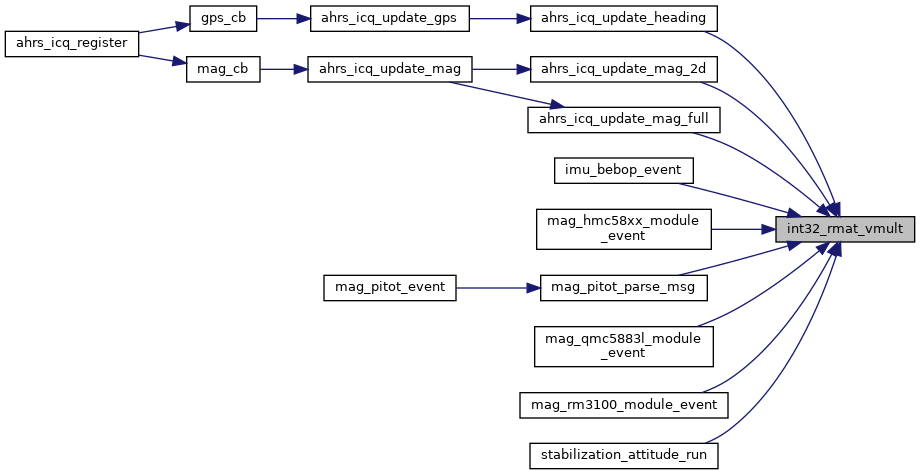 ahrs_icq_register
gps_cb
ahrs_icq_update_gps
ahrs_icq_update_heading
mag_cb
ahrs_icq_update_mag
ahrs_icq_update_mag_2d
ahrs_icq_update_mag_full
imu_bebop_event
mag_hmc58xx_module
_event
int32_rmat_vmult
mag_pitot_event
mag_pitot_parse_msg
mag_qmc5883l_module
_event
mag_rm3100_module_event
stabilization_attitude_run